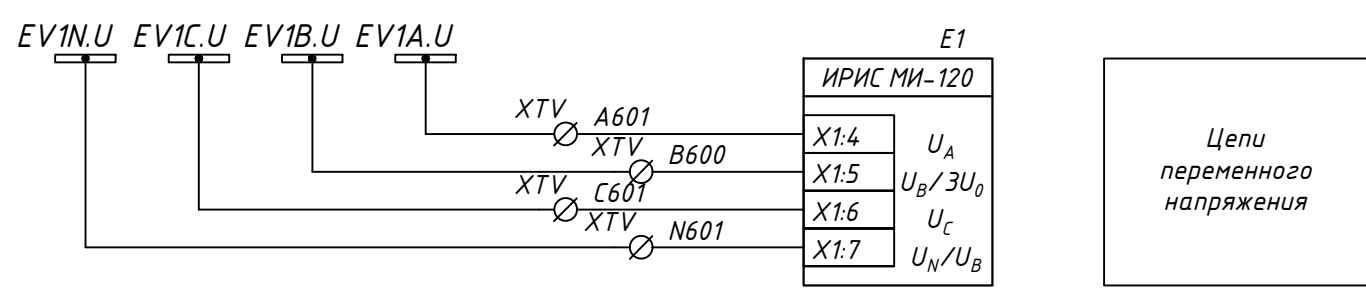 EV1N.U EV1C.U EV1B.U EV1A.U
E1
ИРИС МИ-120
XTV A601 X1:4 U_A
XTV B600 X1:5 U_B/3U_0
XTV C601 X1:6 U_C
XTV N601 X1:7 U_N/U_B
Цепи
переменного
напряжения